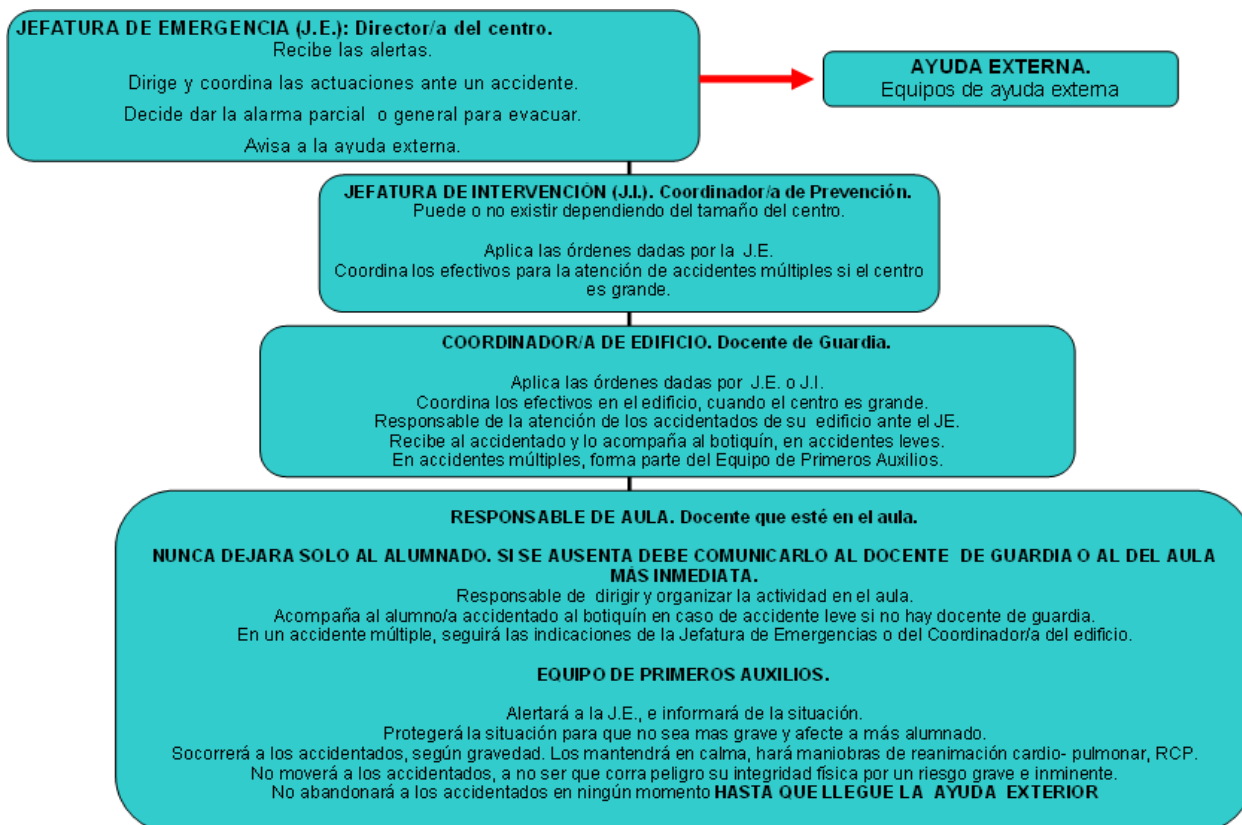 JEFATURA DE EMERGENCIA (J.E.): Director/a del centro.
Recibe las alertas.
Dirige y coordina las actuaciones ante un accidente.
Decide dar la alarma parcial o general para evacuar.
Avisa a la ayuda externa.
AYUDA EXTERNA.
Equipos de ayuda externa
JEFATURA DE INTERVENCIÓN (J.I.). Coordinador/a de Prevención.
Puede o no existir dependiendo del tamaño del centro.
Aplica las órdenes dadas por la J.E.
Coordina los efectivos para la atención de accidentes múltiples si el centro
es grande.
COORDINADOR/A DE EDIFICIO. Docente de Guardia.
Aplica las órdenes dadas por J.E. o J.I.
Coordina los efectivos en el edificio, cuando el centro es grande.
Responsable de la atención de los accidentados de su edificio ante el JE.
Recibe al accidentado y lo acompaña al botiquín, en accidentes leves.
En accidentes múltiples, forma parte del Equipo de Primeros Auxilios.
RESPONSABLE DE AULA. Docente que esté en el aula.
NUNCA DEJARA SOLO AL ALUMNADO. SI SE AUSENTA DEBE COMUNICARLO AL DOCENTE DE GUARDIA O AL DEL AULA
MÁS INMEDIATA.
Responsable de dirigir y organizar la actividad en el aula.
Acompaña al alumno/a accidentado al botiquín en caso de accidente leve si no hay docente de guardia.
En un accidente múltiple, seguirá las indicaciones de la Jefatura de Emergencias o del Coordinador/a del edificio.
EQUIPO DE PRIMEROS AUXILIOS.
Alertará a la J.E., e informará de la situación.
Protegerá la situación para que no sea mas grave y afecte a más alumnado.
Socorrerá a los accidentados, según gravedad. Los mantendrá en calma, hará maniobras de reanimación cardio- pulmonar, RCP.
No moverá a los accidentados, a no ser que corra peligro su integridad física por un riesgo grave e inminente.
No abandonará a los accidentados en ningún momento HASTA QUE LLEGUE LA AYUDA EXTERIOR